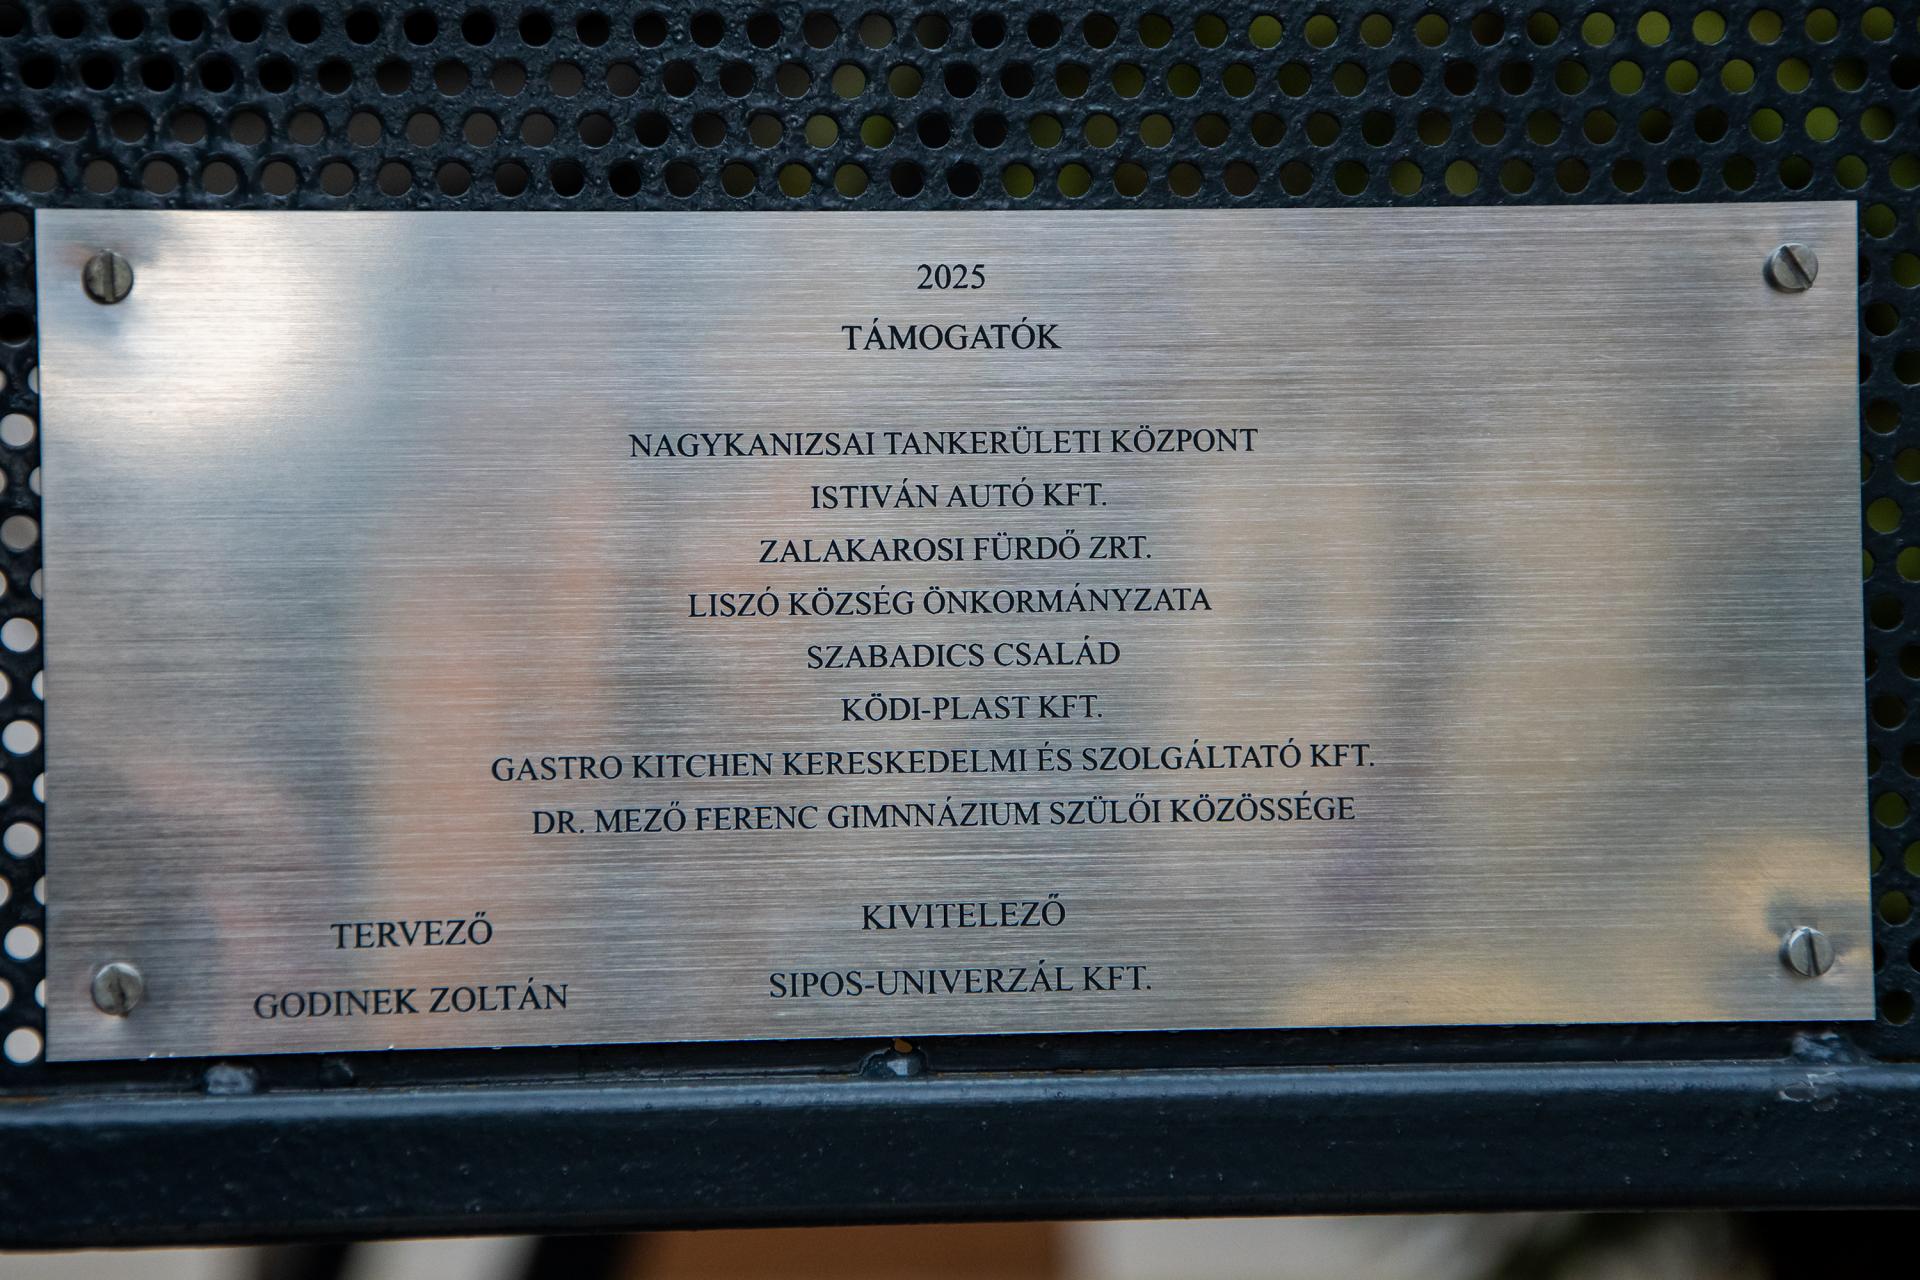 2025
TÁMOGATÓK
NAGYKANIZSAI TANKERÜLETI KÖZPONT
ISTIVÁN AUTÓ KFT.
ZALAKAROSI FÜRDŐ ZRT.
LISZÓ KÖZSÉG ÖNKORMÁNYZATA
SZABADICS CSALÁD
KÖDI-PLAST KFT.
GASTRO KITCHEN KERESKEDELMI ÉS SZOLGÁLTATÓ KFT.
DR. MEZŐ FERENC GIMNNÁZIUM SZÜLŐI KÖZÖSSÉGE
TERVEZŐ
GODINEK ZOLTÁN
KIVITELEZŐ
SIPOS-UNIVERZÁL KFT.